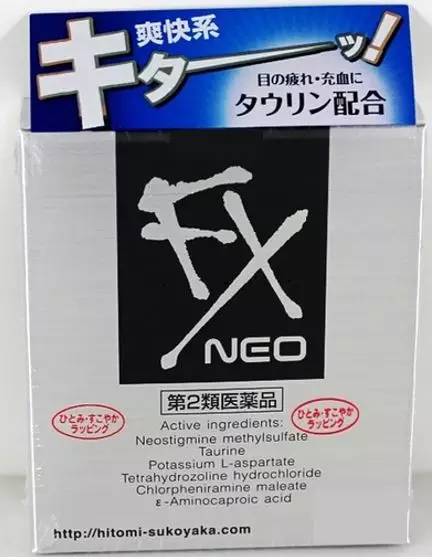 爽快系
キターッ!
目の疲れ・充血に
タウリン配合
FX
NEO
第2類医薬品
ひとみ・すこやか
ラッピング
ひとみ・すこやか
ラッピング
Active ingredients:
Neostigmine methylsulfate
Taurine
Potassium L-aspartate
Tetrahydrozoline hydrochloride
Chlorpheniramine maleate
ε-Aminocaproic acid
http://hitomi-sukoyaka.com